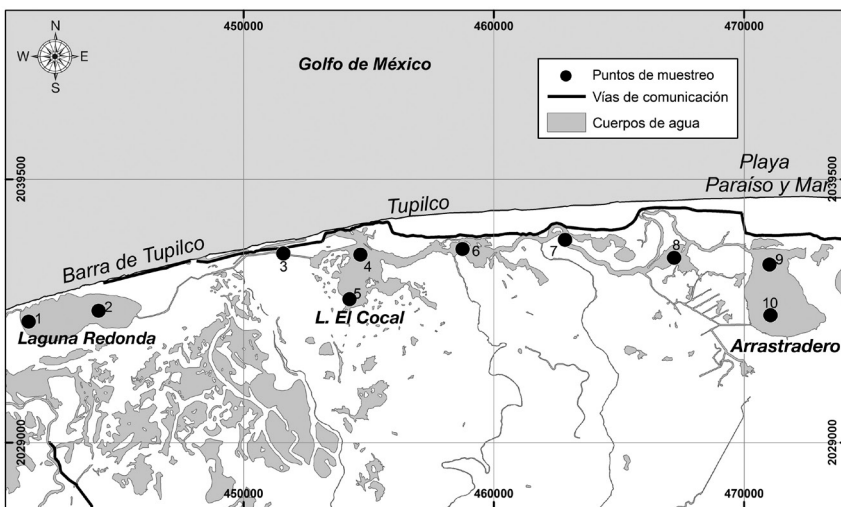 450000
460000
470000
N
W
E
S
Golfo de México
Puntos de muestreo
Vías de comunicación
Cuerpos de agua
2039500
2039500
Playa
Paraíso y Mar
Tupilco
Barra de Tupilco
1
2
3
4
5
6
7
8
9
10
Laguna Redonda
L. El Cocal
Arrastradero
2029000
2029000
450000
460000
470000